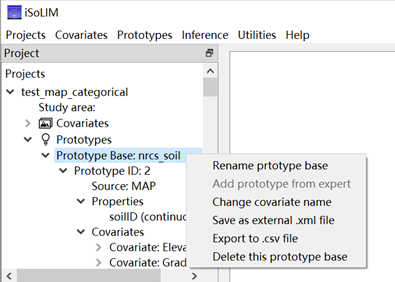 iSoLIM
Projects Covariates Prototypes Inference Utilities Help
Project
Projects
test_map_categorical
Study area:
Covariates
Prototypes
Prototype Base: nrcs_soil
Prototype ID: 2
Source: MAP
Properties
soilID (continuo
Covariates
Covariate: Eleva
Covariate: Grad
Rename prtotype base
Add prototype from expert
Change covariate name
Save as external .xml file
Export to .csv file
Delete this prototype base